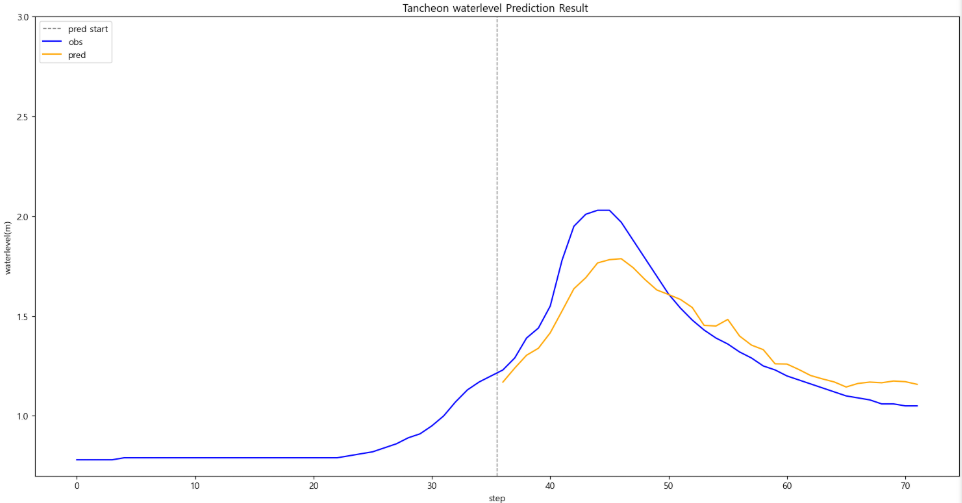 Tancheon waterlevel Prediction Result
pred start
obs
pred
3.0
2.5
2.0
1.5
1.0
waterlevel(m)
0 10 20 30 40 50 60 70
step